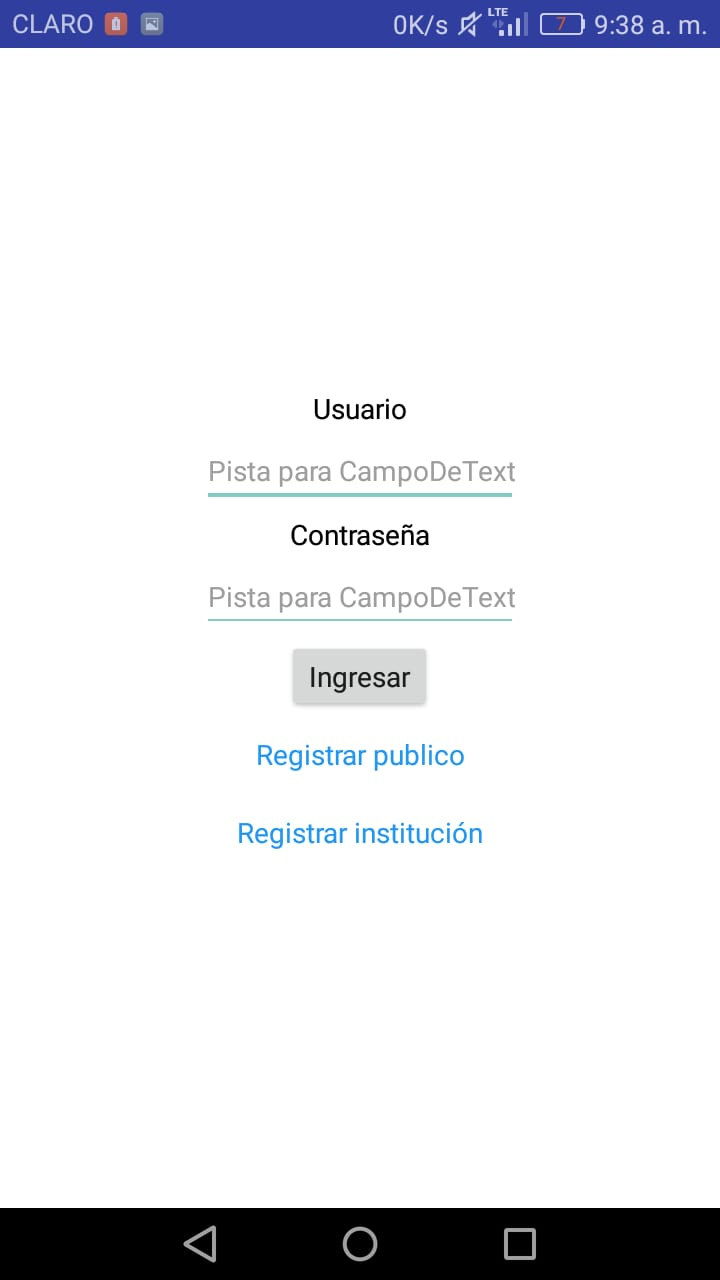 CLARO 0K/s LTE 7 9:38 a. m.
Usuario
Pista para CampoDeText
Contraseña
Pista para CampoDeText
Ingresar
Registrar publico
Registrar institución